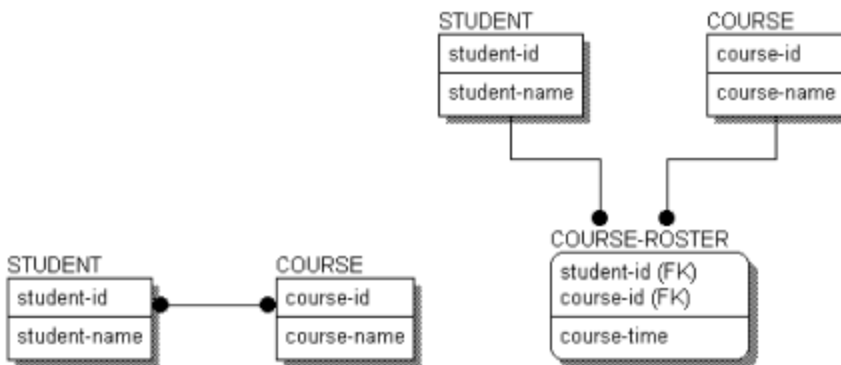 STUDENT
student-id
student-name
COURSE
course-id
course-name
COURSE-ROSTER
student-id (FK)
course-id (FK)
course-time
STUDENT
student-id
student-name
COURSE
course-id
course-name